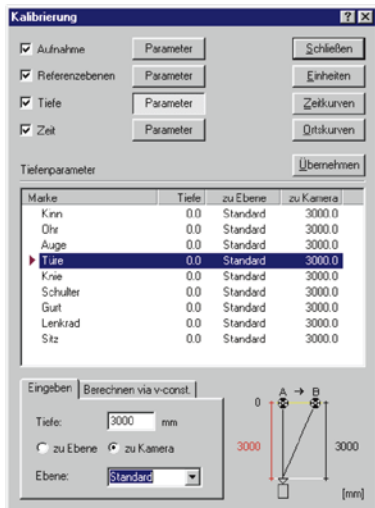 Kalibrierung
Aufnahme Parameter Schließen
Referenzebenen Parameter Einheiten
Tiefe Parameter Zeitkurven
Zeit Parameter Ortskurven
Tiefenparameter Übernehmen
Marke Tiefe zu Ebene zu Kamera
Kinn 0.0 Standard 3000.0
Ohr 0.0 Standard 3000.0
Auge 0.0 Standard 3000.0
Türe 0.0 Standard 3000.0
Knie 0.0 Standard 3000.0
Schulter 0.0 Standard 3000.0
Gurt 0.0 Standard 3000.0
Lenkrad 0.0 Standard 3000.0
Sitz 0.0 Standard 3000.0
Eingeben Berechnen via v-const.
Tiefe: 3000 mm
zu Ebene zu Kamera
Ebene: Standard
A → B
0
3000 3000
[mm]